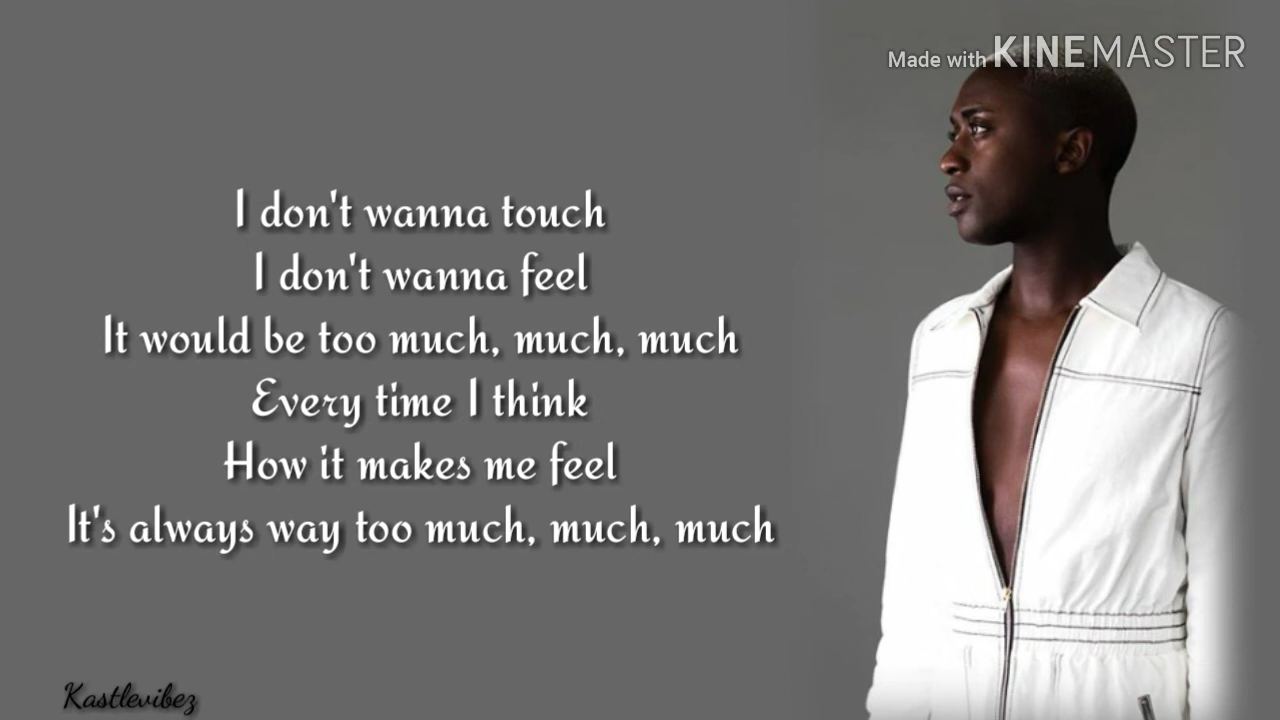 Made with KINEMASTER
I don't wanna touch
I don't wanna feel
It would be too much, much, much
Every time I think
How it makes me feel
It's always way too much, much, much
Kastlevibez